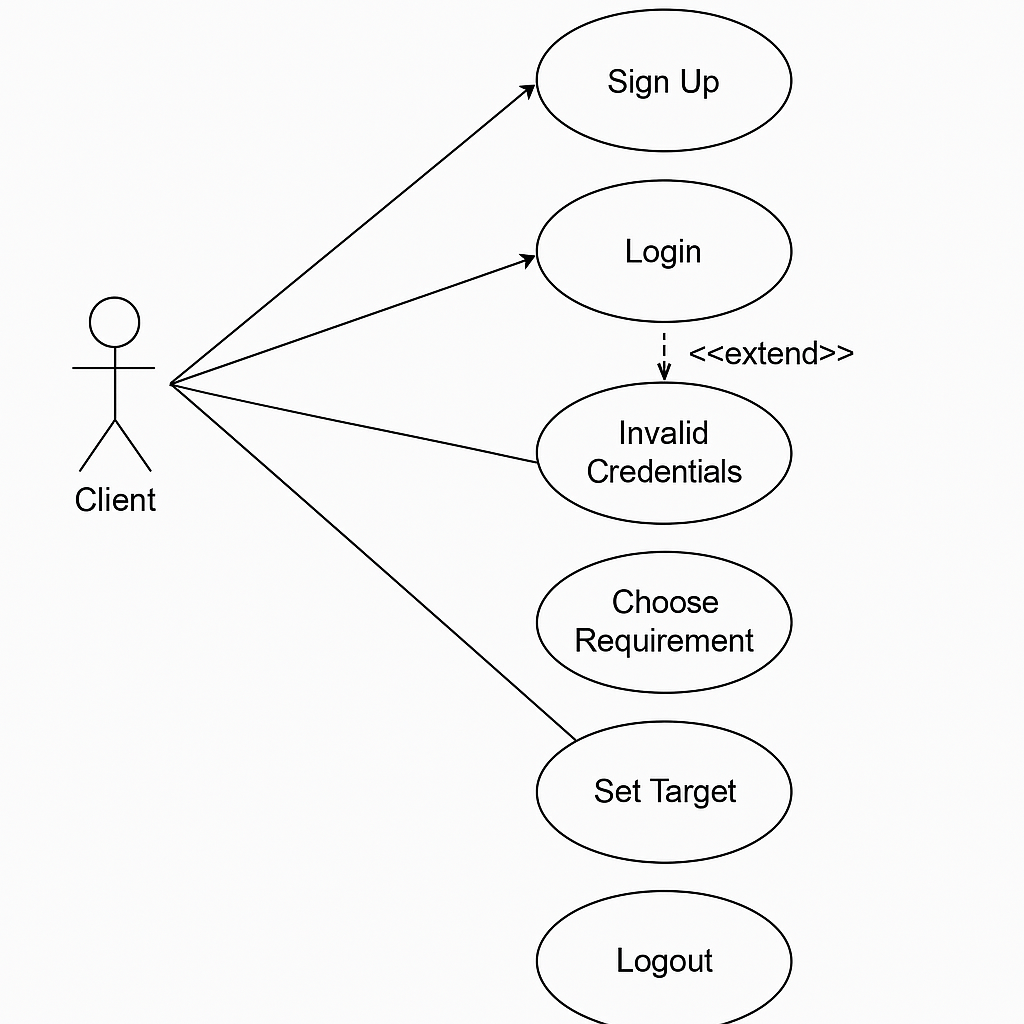 Sign Up
Login
<<extend>>
Invalid
Credentials
Client
Choose
Requirement
Set Target
Logout